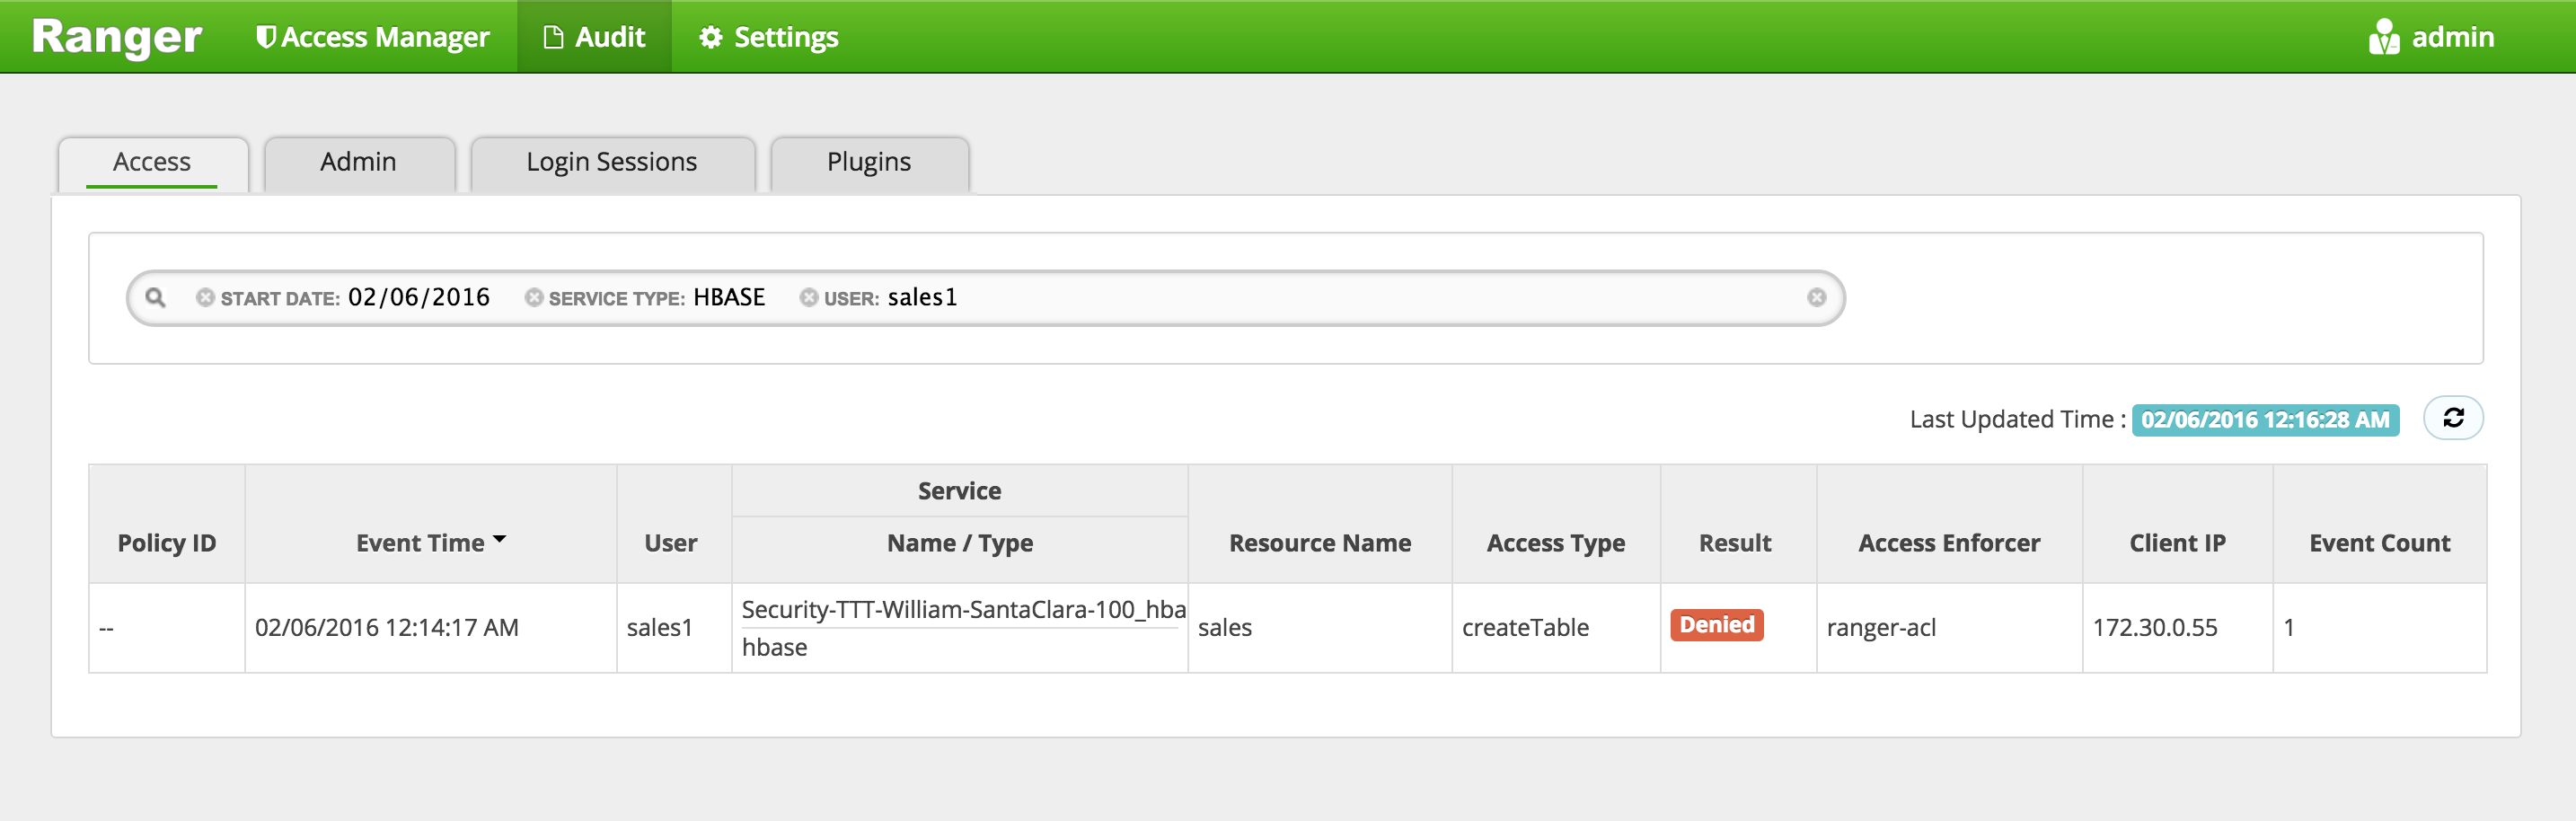 Ranger Access Manager Audit Settings admin
Access Admin Login Sessions Plugins
START DATE: 02/06/2016 SERVICE TYPE: HBASE USER: sales1
Last Updated Time : 02/06/2016 12:16:28 AM
Service
Policy ID Event Time User Name / Type Resource Name Access Type Result Access Enforcer Client IP Event Count
Security-TTT-William-SantaClara-100_hba
-- 02/06/2016 12:14:17 AM sales1 sales createTable Denied ranger-acl 172.30.0.55 1
hbase